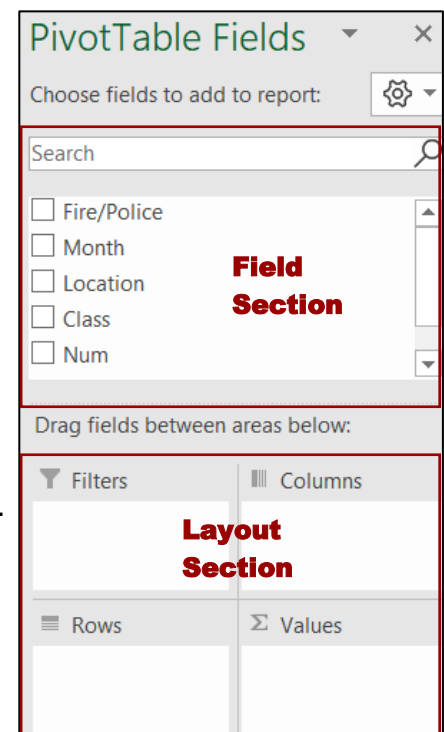 PivotTable Fields
Choose fields to add to report:
Search
Fire/Police
Month
Location
Class
Num
Field
Section
Drag fields between areas below:
Filters
Columns
Layout
Section
.
Rows
Σ Values